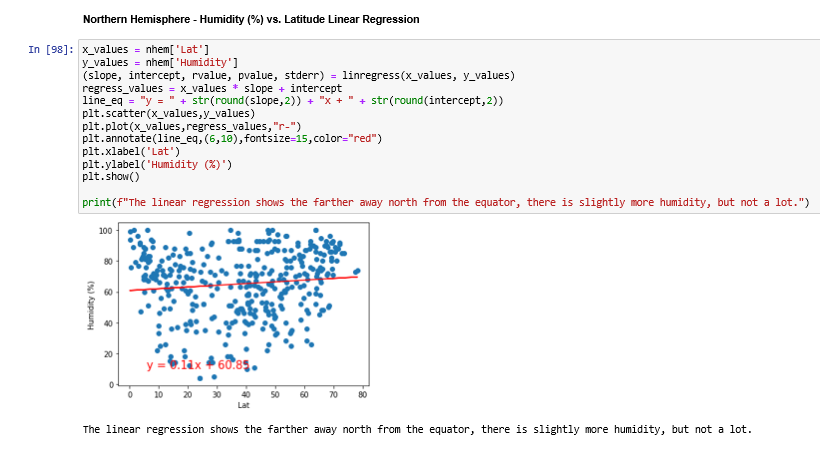 Northern Hemisphere - Humidity (%) vs. Latitude Linear Regression
In [98]: x_values = nhem['Lat']
y_values = nhem['Humidity']
(slope, intercept, rvalue, pvalue, stderr) = linregress(x_values, y_values)
regress_values = x_values * slope + intercept
line_eq = "y = " + str(round(slope,2)) + "x + " + str(round(intercept,2))
plt.scatter(x_values,y_values)
plt.plot(x_values,regress_values,"r-")
plt.annotate(line_eq,(6,10),fontsize=15,color="red")
plt.xlabel('Lat')
plt.ylabel('Humidity (%)')
plt.show()
print(f"The linear regression shows the farther away north from the equator, there is slightly more humidity, but not a lot.")
100
80
60
40
20
0
Humidity (%)
y = 0.11x + 60.85
0 10 20 30 40 50 60 70 80
Lat
The linear regression shows the farther away north from the equator, there is slightly more humidity, but not a lot.